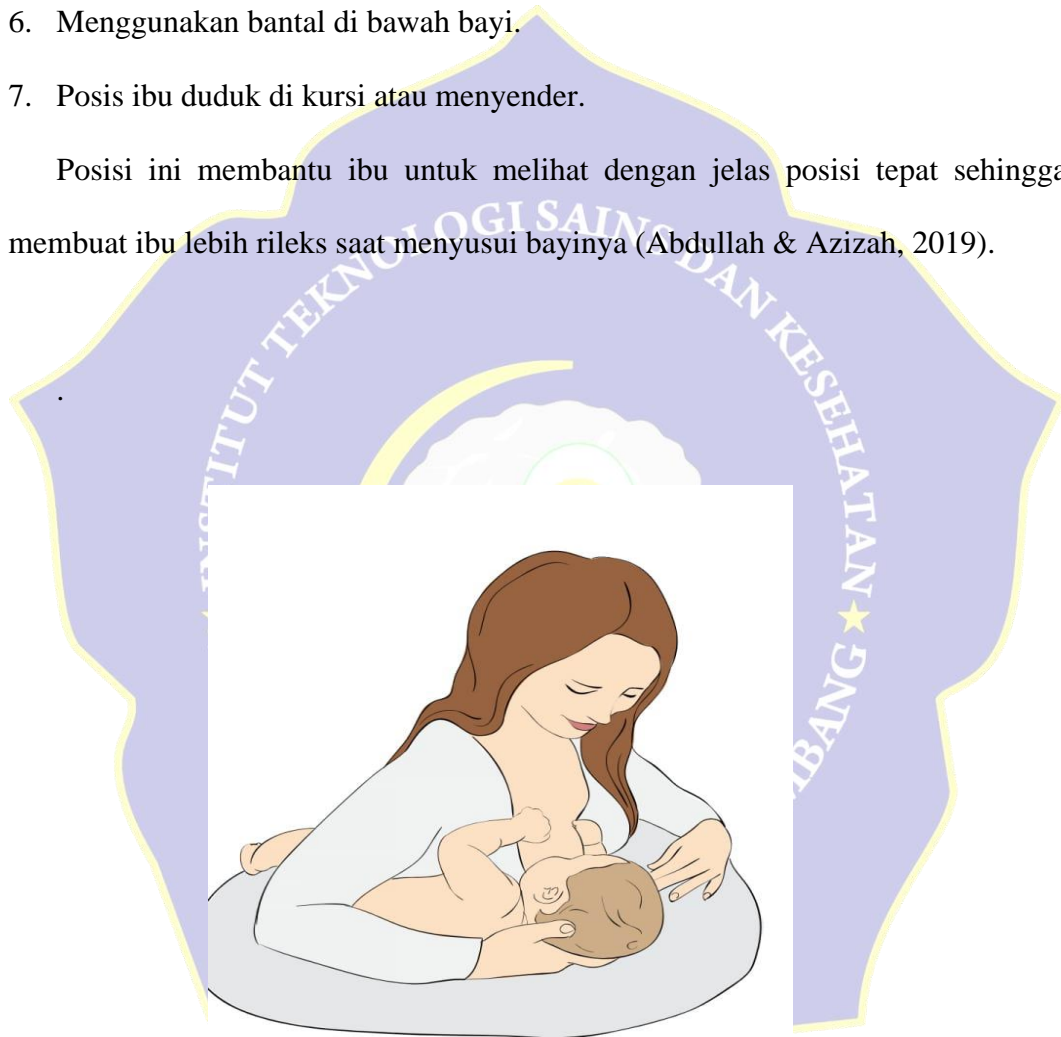 6. Menggunakan bantal di bawah bayi.
7. Posis ibu duduk di kursi atau menyender.
Posisi ini membantu ibu untuk melihat dengan jelas posisi tepat sehingga
membuat ibu lebih rileks saat menyusui bayinya (Abdullah & Azizah, 2019).
.
INSTITUT TEKNOLOGI SAINS DAN KESEHATAN